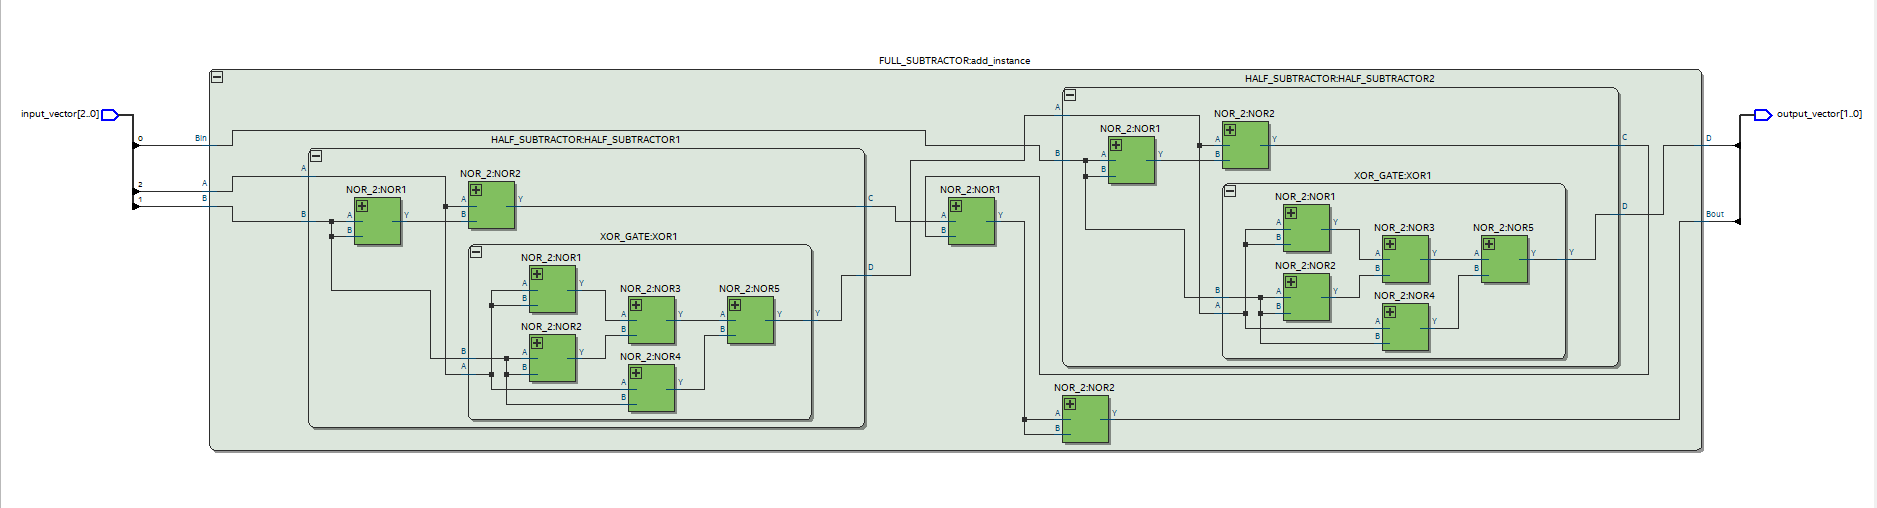 FULL_SUBTRACTOR:add_instance
HALF_SUBTRACTOR:HALF_SUBTRACTOR2
input_vector[2..0]
output_vector[1..0]
0
2
1
Bin
A
B
D
Bout
HALF_SUBTRACTOR:HALF_SUBTRACTOR1
A
B
C
D
NOR_2:NOR1
A
B
Y
NOR_2:NOR2
A
B
Y
XOR_GATE:XOR1
B
A
Y
NOR_2:NOR1
A
B
Y
NOR_2:NOR2
A
B
Y
NOR_2:NOR3
A
B
Y
NOR_2:NOR4
A
B
Y
NOR_2:NOR5
A
B
Y
NOR_2:NOR1
A
B
Y
A
B
C
D
NOR_2:NOR1
A
B
Y
NOR_2:NOR2
A
B
Y
XOR_GATE:XOR1
B
A
Y
NOR_2:NOR1
A
B
Y
NOR_2:NOR2
A
B
Y
NOR_2:NOR3
A
B
Y
NOR_2:NOR4
A
B
Y
NOR_2:NOR5
A
B
Y
NOR_2:NOR2
A
B
Y